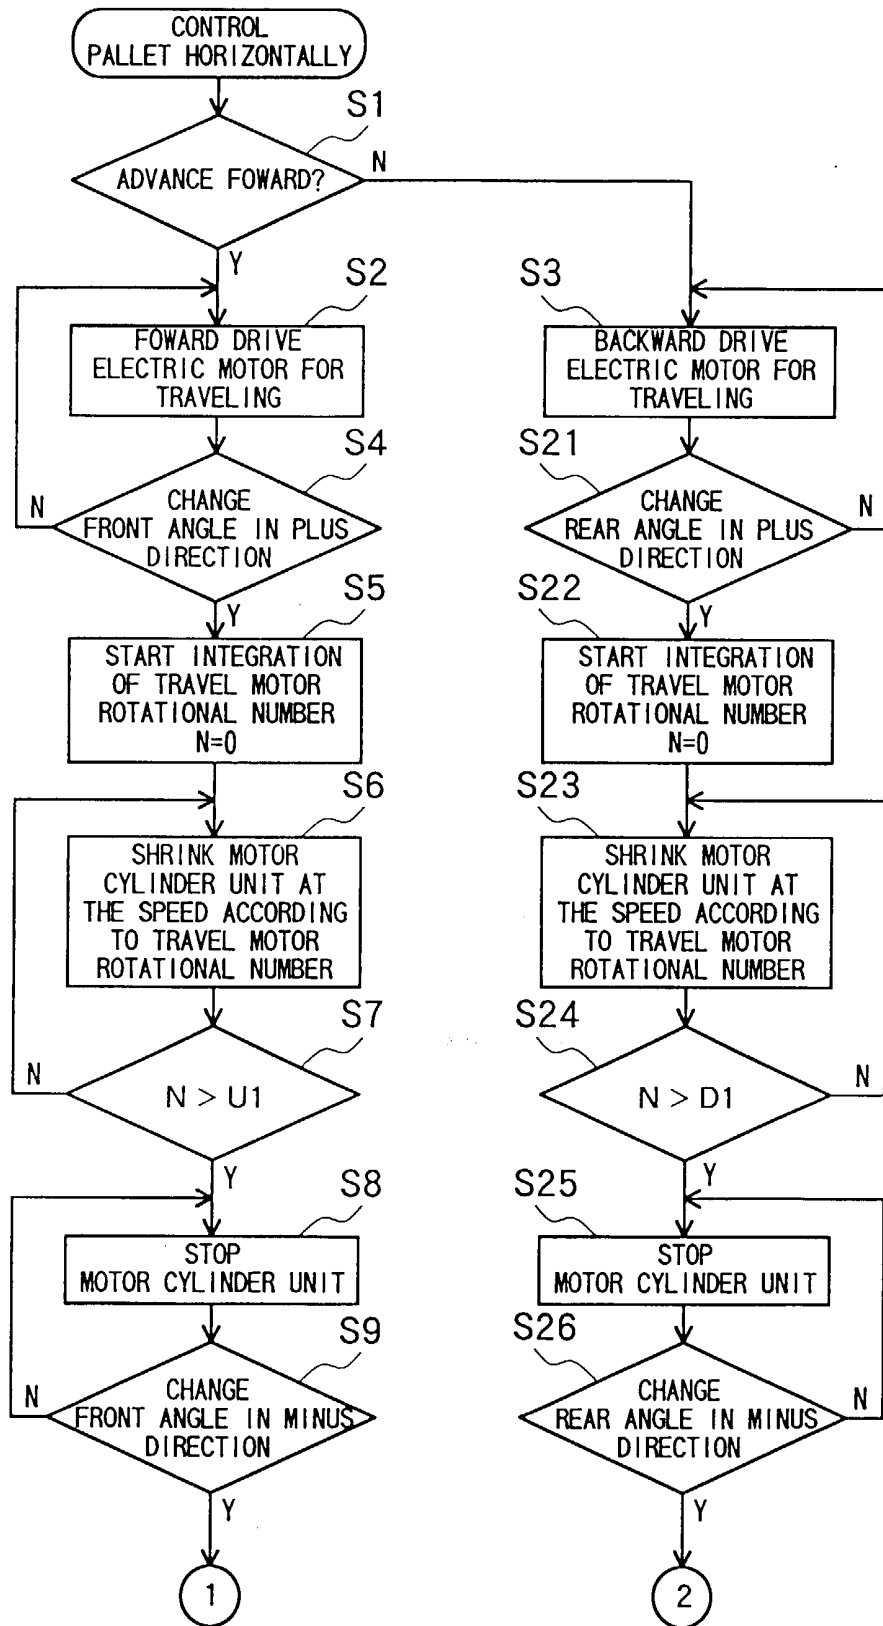 CONTROL
PALLET HORIZONTALLY
S1
ADVANCE FOWARD?
N
Y
S2
FOWARD DRIVE
ELECTRIC MOTOR FOR
TRAVELING
S3
BACKWARD DRIVE
ELECTRIC MOTOR FOR
TRAVELING
S4
CHANGE
FRONT ANGLE IN PLUS
DIRECTION
N
Y
S21
CHANGE
REAR ANGLE IN PLUS
DIRECTION
N
Y
S5
START INTEGRATION
OF TRAVEL MOTOR
ROTATIONAL NUMBER
N=0
S22
START INTEGRATION
OF TRAVEL MOTOR
ROTATIONAL NUMBER
N=0
S6
SHRINK MOTOR
CYLINDER UNIT AT
THE SPEED ACCORDING
TO TRAVEL MOTOR
ROTATIONAL NUMBER
S23
SHRINK MOTOR
CYLINDER UNIT AT
THE SPEED ACCORDING
TO TRAVEL MOTOR
ROTATIONAL NUMBER
S7
N > U1
N
Y
S24
N > D1
N
Y
S8
STOP
MOTOR CYLINDER UNIT
S25
STOP
MOTOR CYLINDER UNIT
S9
CHANGE
FRONT ANGLE IN MINUS
DIRECTION
N
Y
S26
CHANGE
REAR ANGLE IN MINUS
DIRECTION
N
Y
1
2